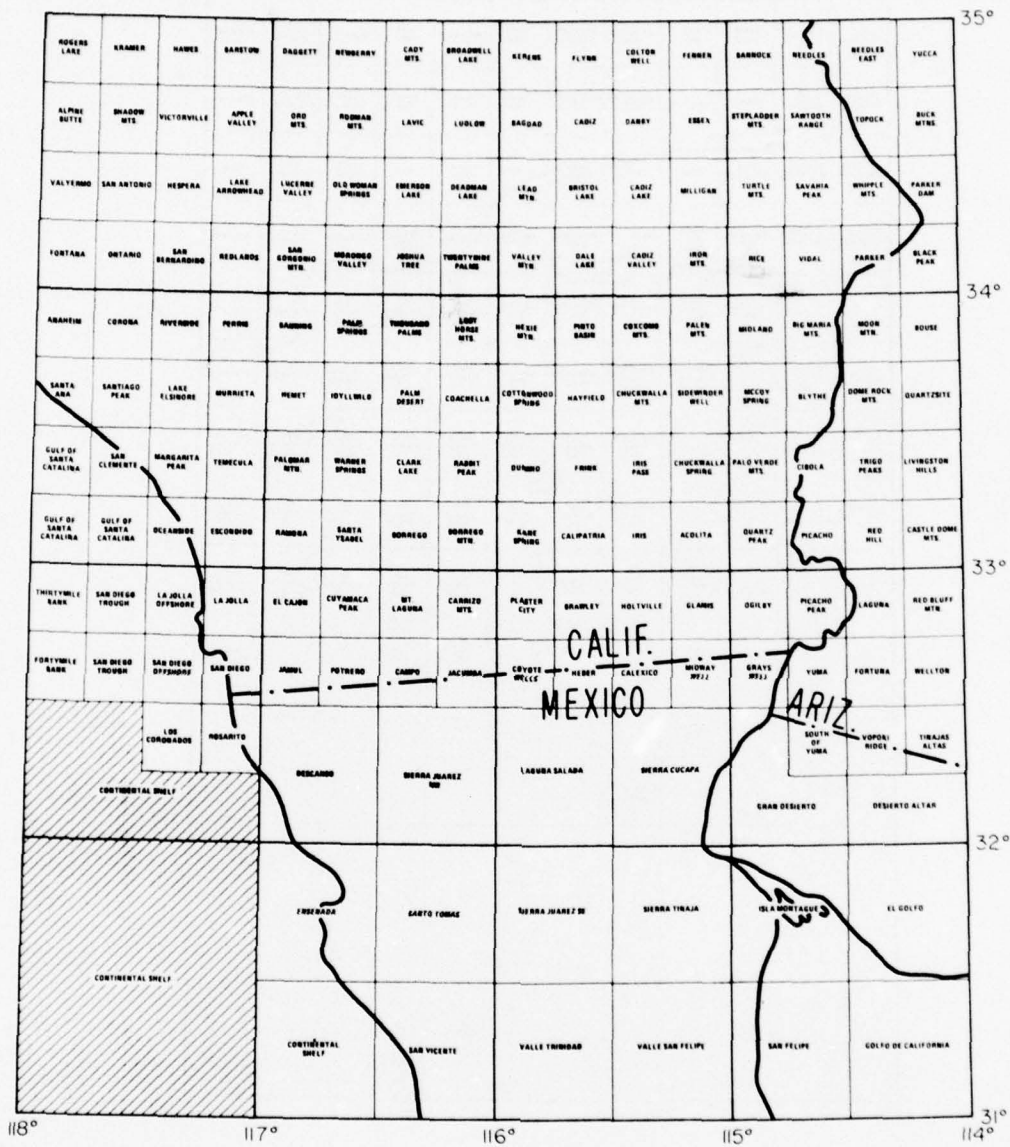 35°
ROGERS LAKE
KRAMER
HAWES
BARSTOW
DAGGETT
NEWBERRY
CADY MTS.
BROADWELL LAKE
KERENS
FLYNN
COLTON WELL
FENNER
BANNOCK
NEEDLES
NEEDLES EAST
YUCCA
ALPINE BUTTE
SHADOW MTS.
VICTORVILLE
APPLE VALLEY
ORD MTS.
RODMAN MTS.
LAVIC
LUDLOW
BAGDAD
CADIZ
DANBY
ESSEX
STEPLADDER MTS.
SAWTOOTH RANGE
TOPOCK
BUCK MTNS.
VALYERMO
SAN ANTONIO
HESPERA
LAKE ARROWHEAD
LUCERNE VALLEY
OLD WOMAN SPRINGS
EMERSON LAKE
DEADMAN LAKE
LEAD MTN.
BRISTOL LAKE
CADIZ LAKE
MILLIGAN
TURTLE MTS.
SAVAHIA PEAK
WHIPPLE MTS.
PARKER DAM
FONTANA
ONTARIO
SAN BERNARDINO
REDLANDS
SAN GORGONIO MTN.
MORONGO VALLEY
JOSHUA TREE
TWENTYNINE PALMS
VALLEY MTN.
DALE LAKE
CADIZ VALLEY
IRON MTS.
RICE
VIDAL
PARKER
BLACK PEAK
34°
ANAHEIM
CORONA
RIVERSIDE
PERRIS
BANNING
PALM SPRINGS
THOUSAND PALMS
LOST HORSE MTS.
HEXIE MTN.
PINTO BASIN
COXCOMB MTS.
PALEN MTS.
MIDLAND
BIG MARIA MTS.
MOON MTN.
BOUSE
SANTA ANA
SANTIAGO PEAK
LAKE ELSINORE
MURRIETA
HEMET
IDYLLWILD
PALM DESERT
COACHELLA
COTTONWOOD SPRING
HAYFIELD
CHUCKWALLA MTS.
SIDEWINDER WELL
MCCOY SPRING
BLYTHE
DOME ROCK MTS.
QUARTZSITE
GULF OF SANTA CATALINA
SAN CLEMENTE
MARGARITA PEAK
TEMECULA
PALOMAR MTN.
WARNER SPRINGS
CLARK LAKE
RABBIT PEAK
DURMID
FRINK
IRIS PASS
CHUCKWALLA SPRING
PALO VERDE MTS.
CIBOLA
TRIGO PEAKS
LIVINGSTON HILLS
GULF OF SANTA CATALINA
GULF OF SANTA CATALINA
OCEANSIDE
ESCONDIDO
RAMONA
SANTA YSABEL
BORREGO
BORREGO MTN.
KANE SPRING
CALIPATRIA
IRIS
ACOLITA
QUARTZ PEAK
PICACHO
RED HILL
CASTLE DOME MTS.
33°
THIRTYMILE BANK
SAN DIEGO TROUGH
LA JOLLA OFFSHORE
LA JOLLA
EL CAJON
CUYAMACA PEAK
MT. LAGUNA
CARRIZO MTS.
PLASTER CITY
BRAWLEY
HOLTVILLE
GLAMIS
OGILBY
PICACHO PEAK
LAGUNA
RED BLUFF MTN.
CALIF.
FORTYMILE BANK
SAN DIEGO TROUGH
SAN DIEGO OFFSHORE
SAN DIEGO
JAMUL
POTRERO
CAMPO
JACUMBA
COYOTE WELLS
HEBER
CALEXICO
MIDWAY WELL
GRAYS WELL
YUMA
FORTUNA
WELLTON
MEXICO
ARIZ
LOS CORONADOS
ROSARITO
SOUTH OF YUMA
VOPOKI RIDGE
TINAJAS ALTAS
DESCANSO
SIERRA JUAREZ NW
LAGUNA SALADA
SIERRA CUCAPA
CONTINENTAL SHELF
GRAN DESIERTO
DESIERTO ALTAR
32°
ENSENADA
SANTO TOMAS
SIERRA JUAREZ SE
SIERRA TINAJA
ISLA MONTAGUE
EL GOLFO
CONTINENTAL SHELF
CONTINENTAL SHELF
SAN VICENTE
VALLE TRINIDAD
VALLE SAN FELIPE
SAN FELIPE
GOLFO DE CALIFORNIA
31°
118°
117°
116°
115°
114°